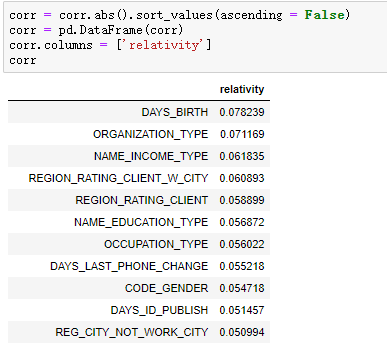 corr = corr.abs().sort_values(ascending = False)
corr = pd.DataFrame(corr)
corr.columns = ['relativity']
corr
relativity
DAYS_BIRTH 0.078239
ORGANIZATION_TYPE 0.071169
NAME_INCOME_TYPE 0.061835
REGION_RATING_CLIENT_W_CITY 0.060893
REGION_RATING_CLIENT 0.058899
NAME_EDUCATION_TYPE 0.056872
OCCUPATION_TYPE 0.056022
DAYS_LAST_PHONE_CHANGE 0.055218
CODE_GENDER 0.054718
DAYS_ID_PUBLISH 0.051457
REG_CITY_NOT_WORK_CITY 0.050994